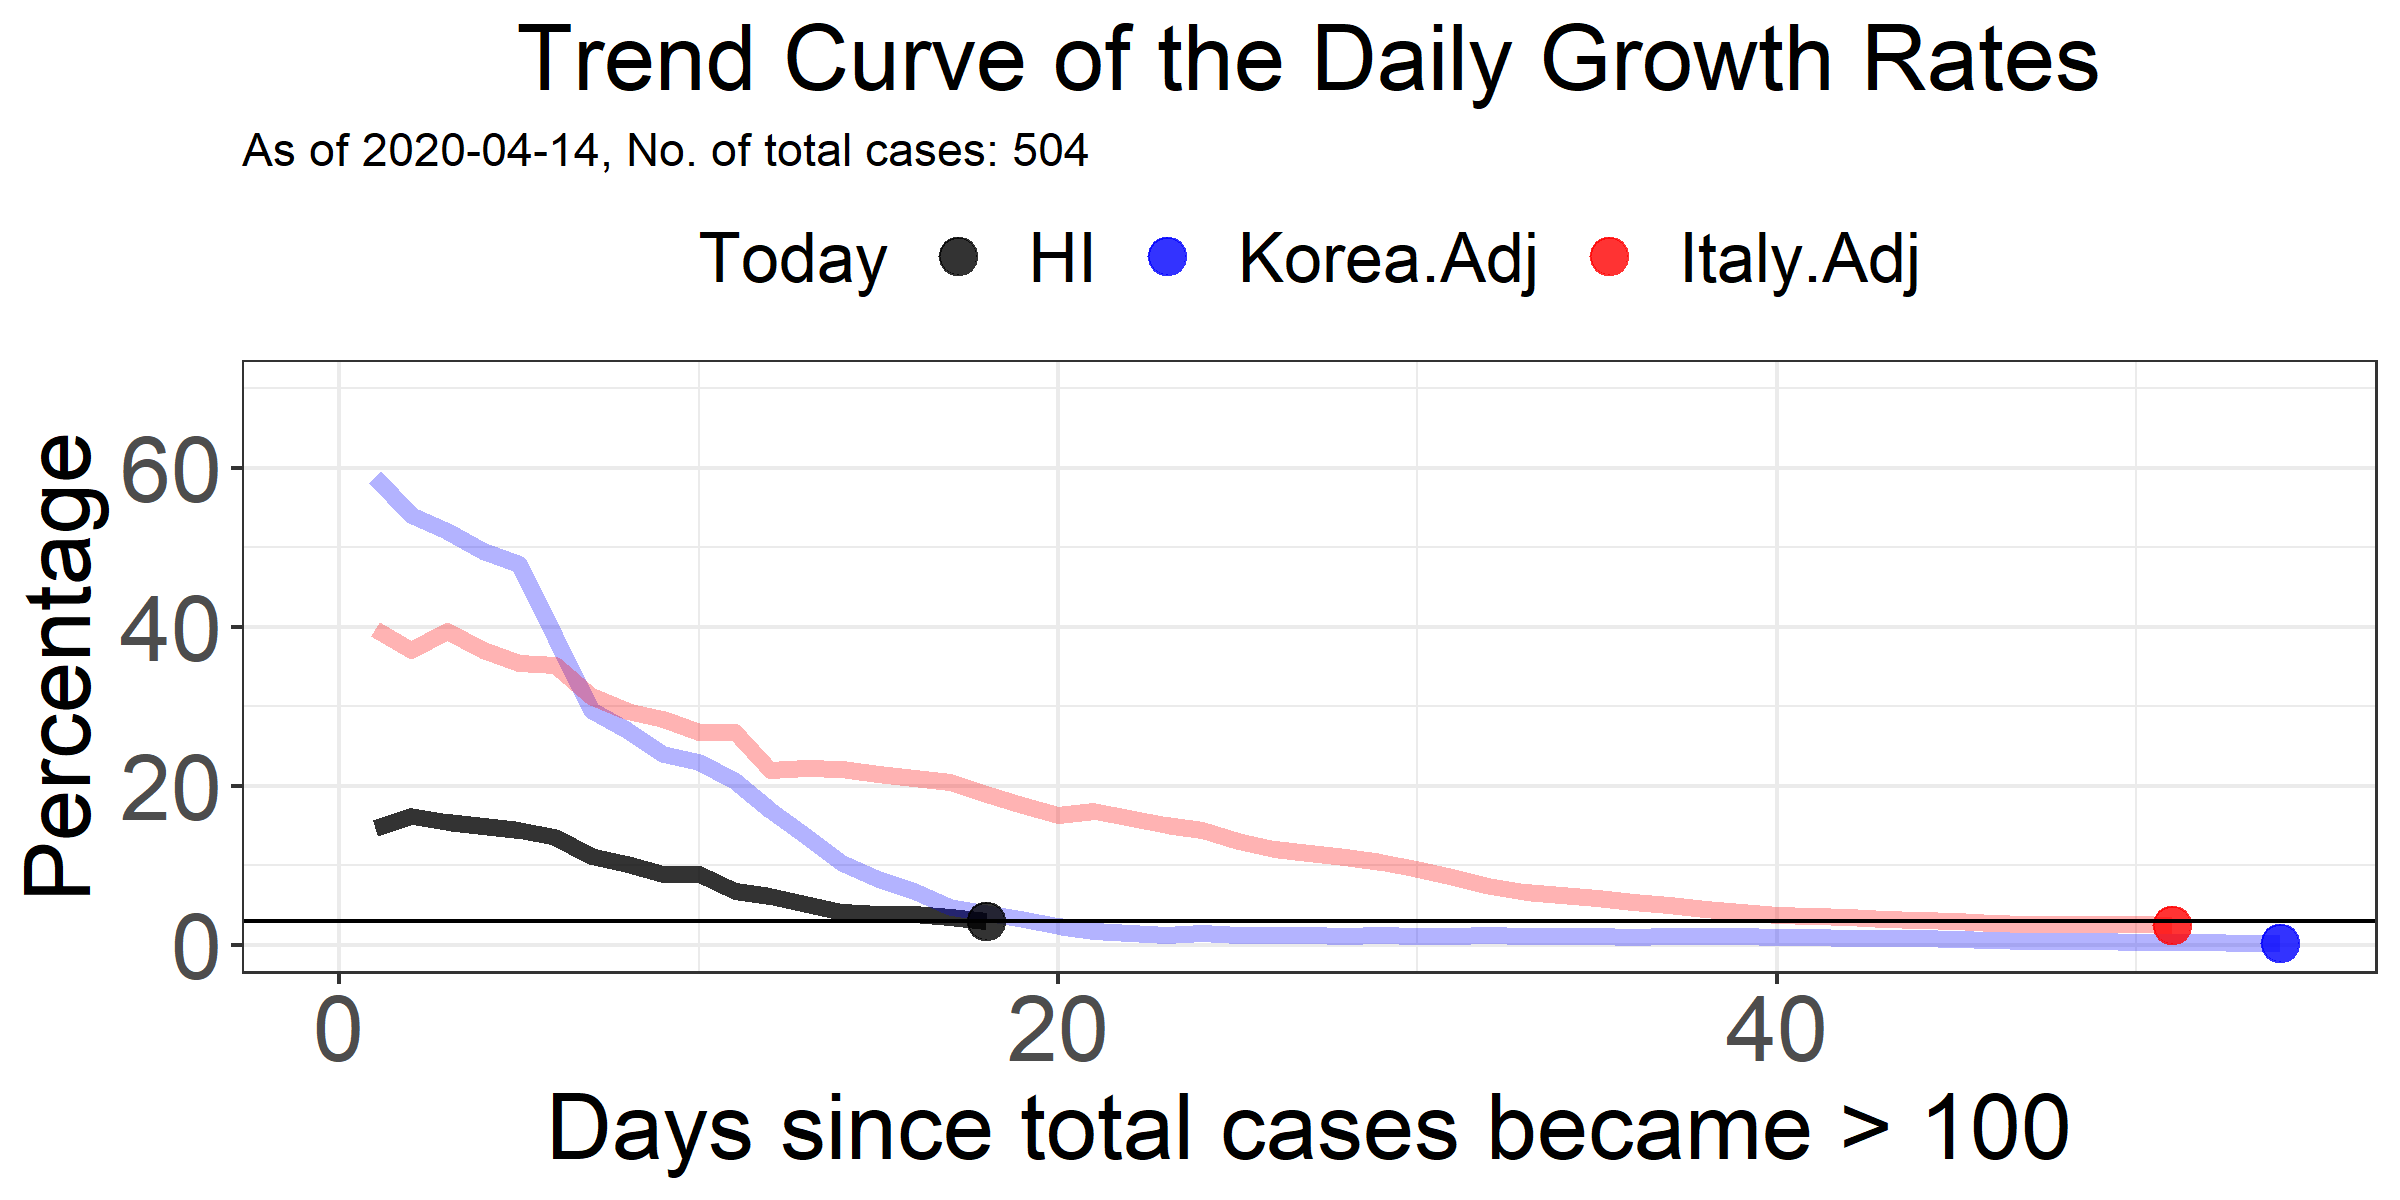 Trend Curve of the Daily Growth Rates
As of 2020-04-14, No. of total cases: 504
Today HI Korea.Adj Italy.Adj
Percentage
60
40
20
0
0 20 40
Days since total cases became > 100